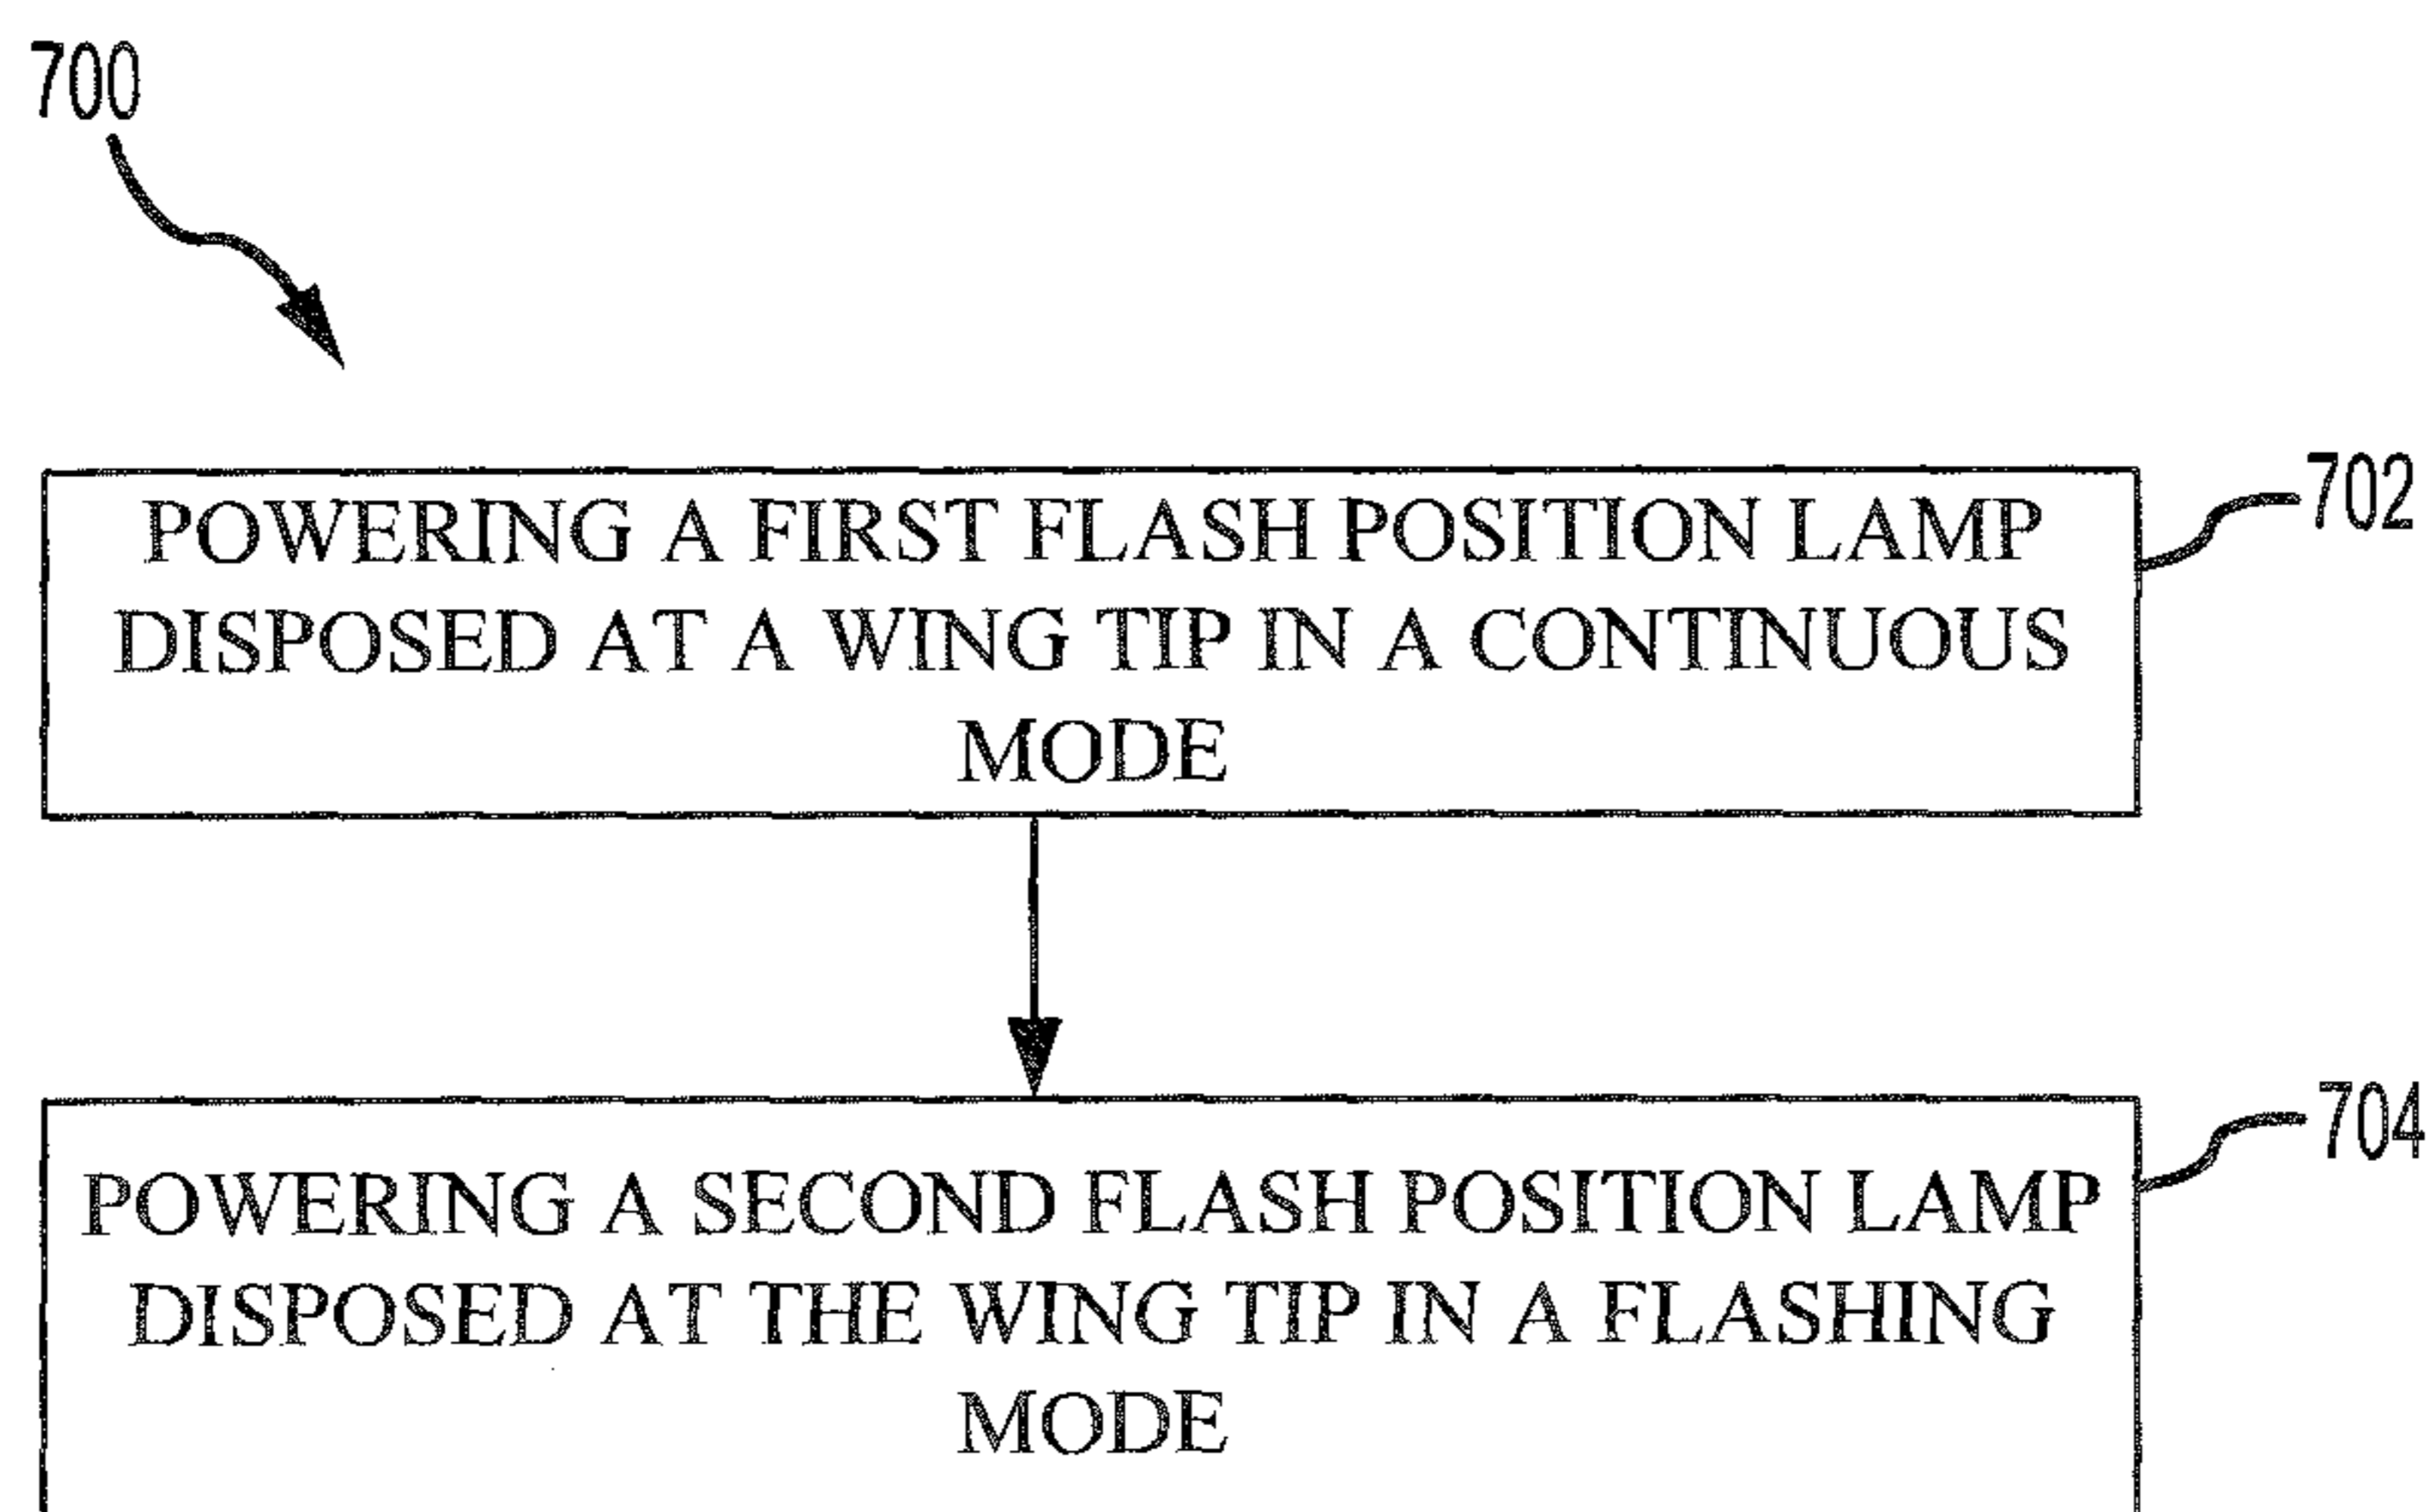 700
POWERING A FIRST FLASH POSITION LAMP
702
DISPOSED AT A WING TIP IN A CONTINUOUS
MODE
POWERING A SECOND FLASH POSITION LAMP
704
DISPOSED AT THE WING TIP IN A FLASHING
MODE